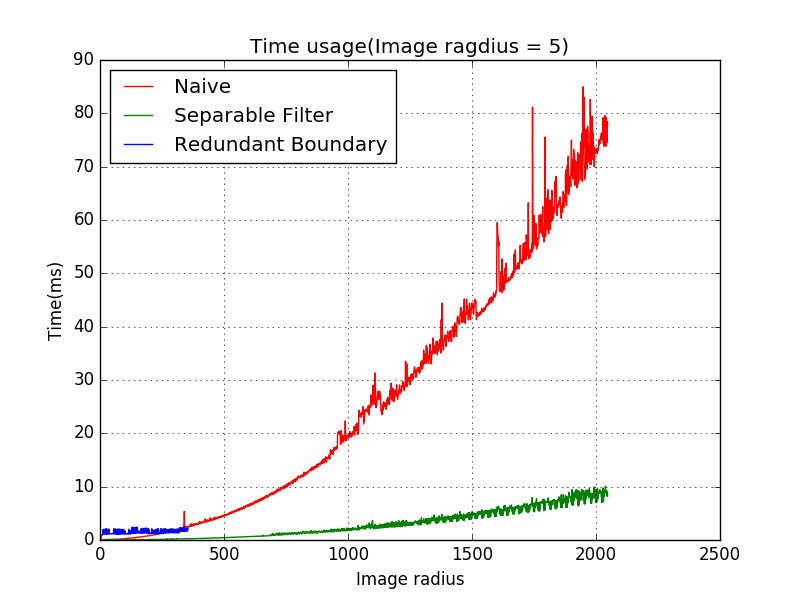 Time usage(Image ragdius = 5)
Naive
Separable Filter
Redundant Boundary
90
80
70
60
50
40
30
20
10
0
Time(ms)
0 500 1000 1500 2000 2500
Image radius